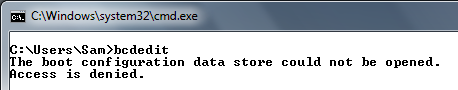 C:\Windows\system32\cmd.exe
C:\Users\Sam>bcdedit
The boot configuration data store could not be opened.
Access is denied.